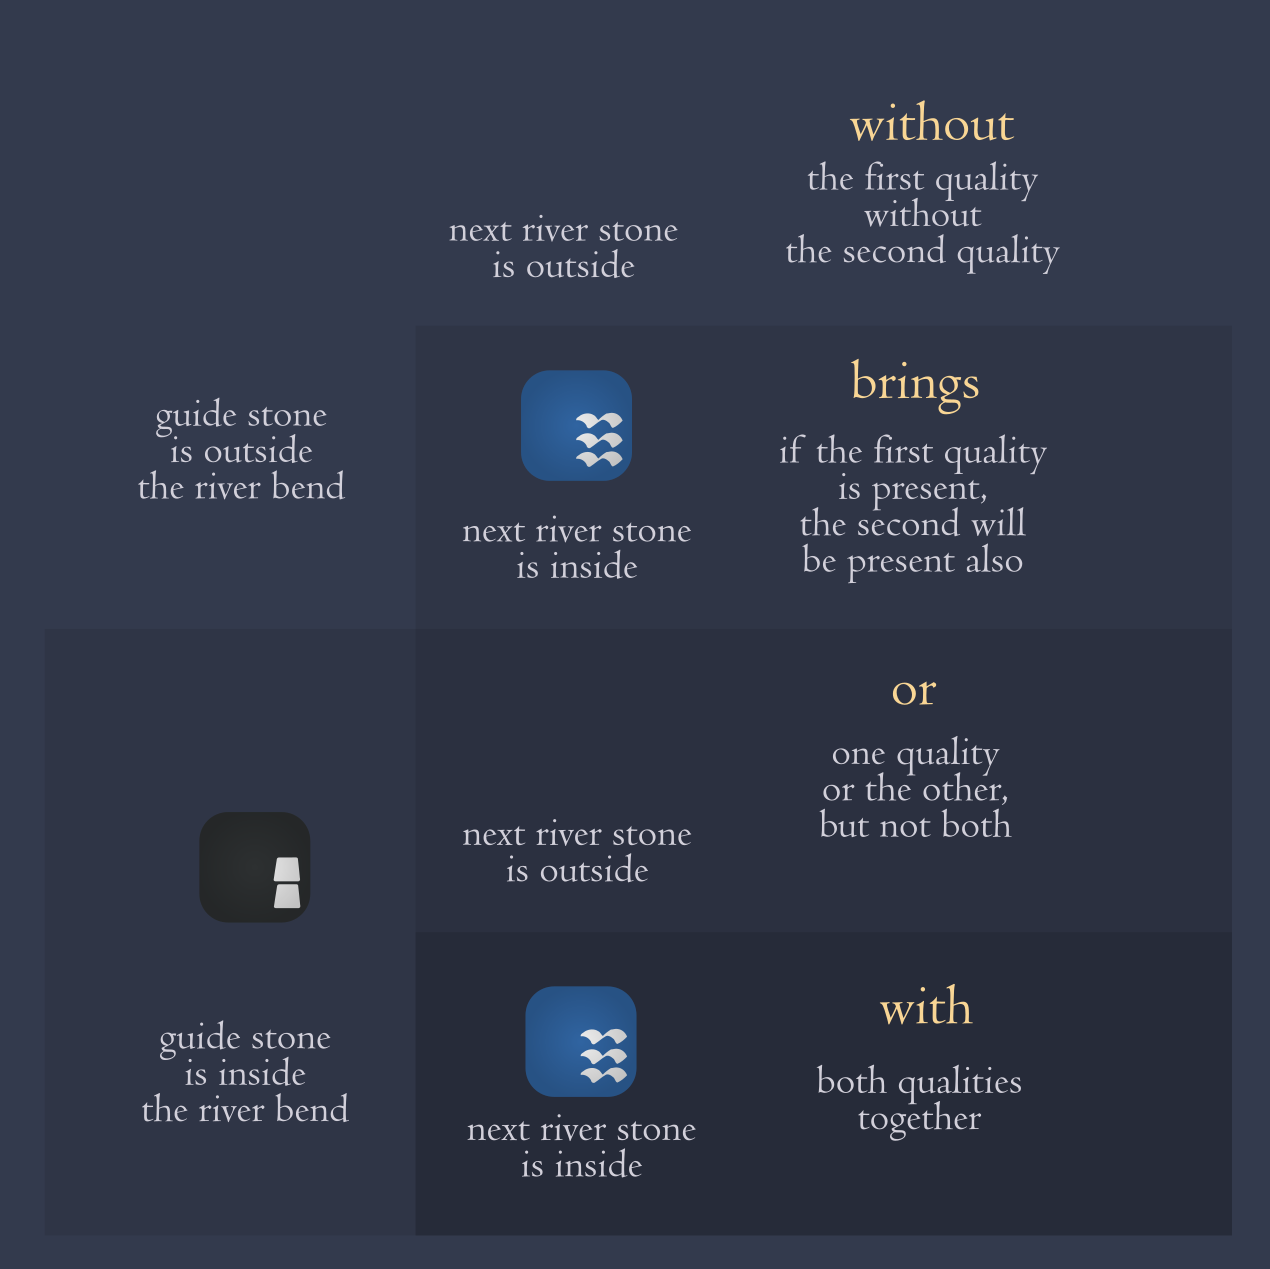 without
the first quality
without
the second quality
next river stone
is outside
guide stone
is outside
the river bend
brings
if the first quality
is present,
the second will
be present also
next river stone
is inside
or
one quality
or the other,
but not both
next river stone
is outside
guide stone
is inside
the river bend
with
both qualities
together
next river stone
is inside